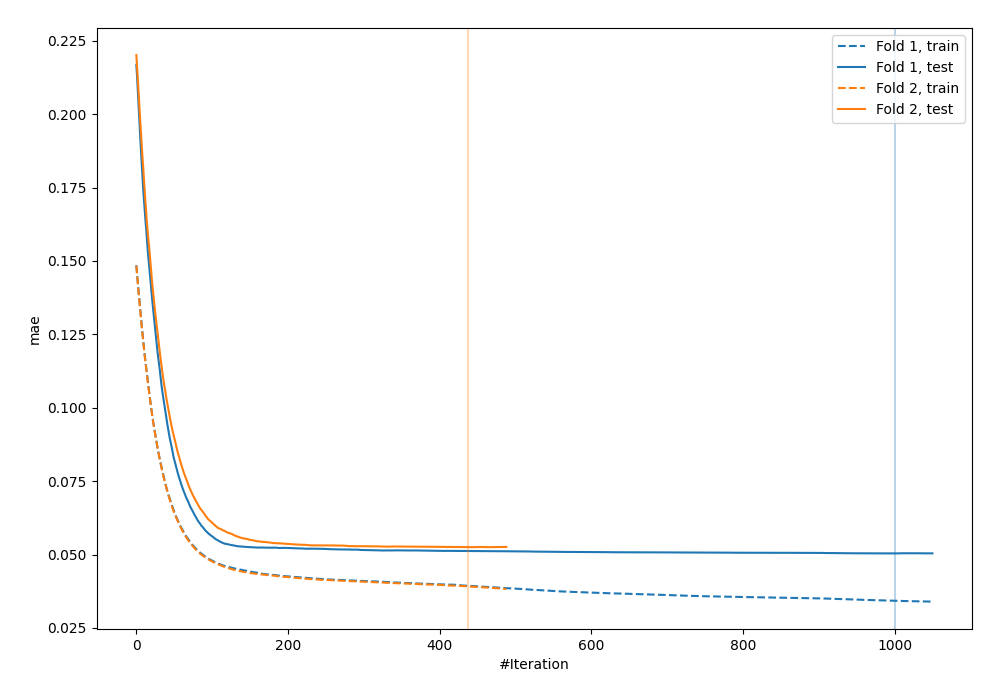 0.225
0.200
0.175
0.150
0.125
0.100
0.075
0.050
0.025
mae
0
200
400
600
800
1000
#Iteration
Fold 1, train
Fold 1, test
Fold 2, train
Fold 2, test